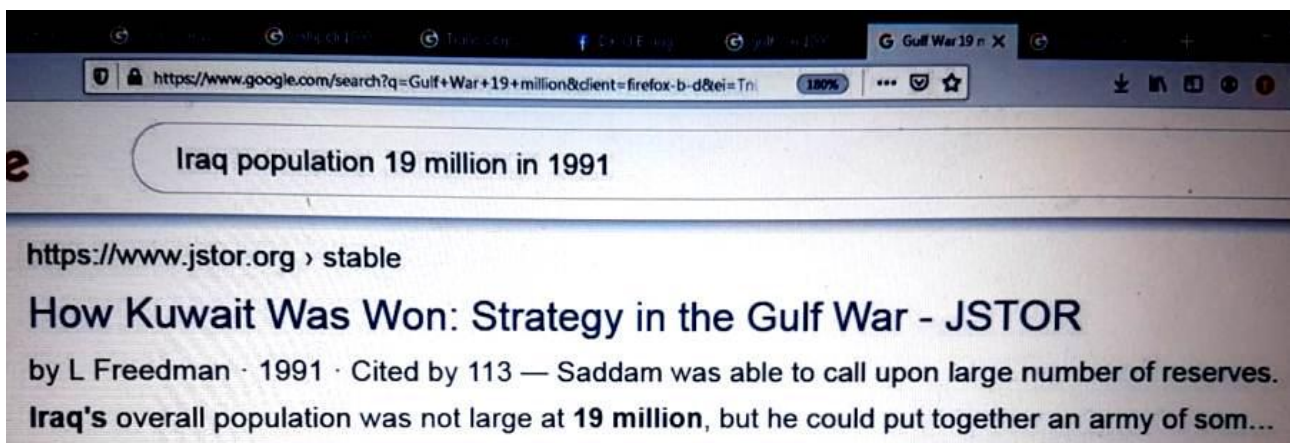 Gulf War 19 n
https://www.google.com/search?q=Gulf+War+19+million&client=firefox-b-d&ei=Tn
180%
e
Iraq population 19 million in 1991
https://www.jstor.org › stable
How Kuwait Was Won: Strategy in the Gulf War - JSTOR
by L Freedman · 1991 · Cited by 113 — Saddam was able to call upon large number of reserves.
Iraq's overall population was not large at 19 million, but he could put together an army of som...